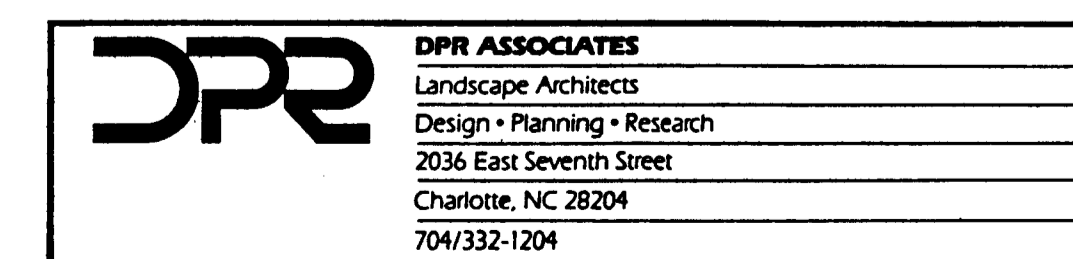 DPR
DPR ASSOCIATES
Landscape Architects
Design • Planning • Research
2036 East Seventh Street
Charlotte, NC 28204
704/332-1204